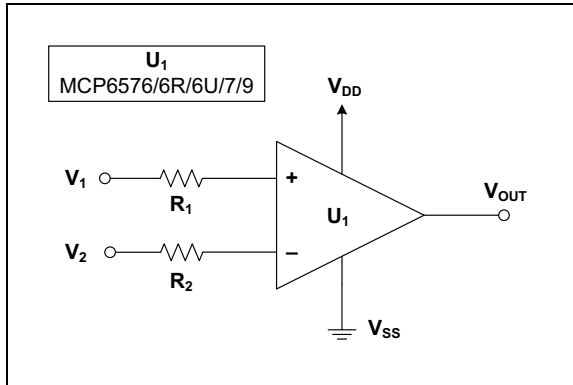 U1
MCP6576/6R/6U/7/9
VDD
V1
+
R1
U1
VOUT
V2
–
R2
VSS